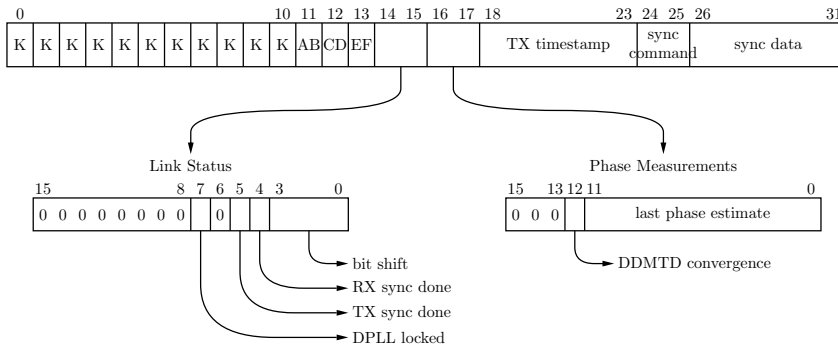 0 10 11 12 13 14 15 16 17 18 23 24 25 26 31
K K K K K K K K K K K AB CD EF TX timestamp sync command sync data
Link Status
Phase Measurements
15 8 7 6 5 4 3 0
15 13 12 11 0
0 0 0 0 0 0 0 0 0
0 0 0 last phase estimate
bit shift
DDMTD convergence
RX sync done
TX sync done
DPLL locked